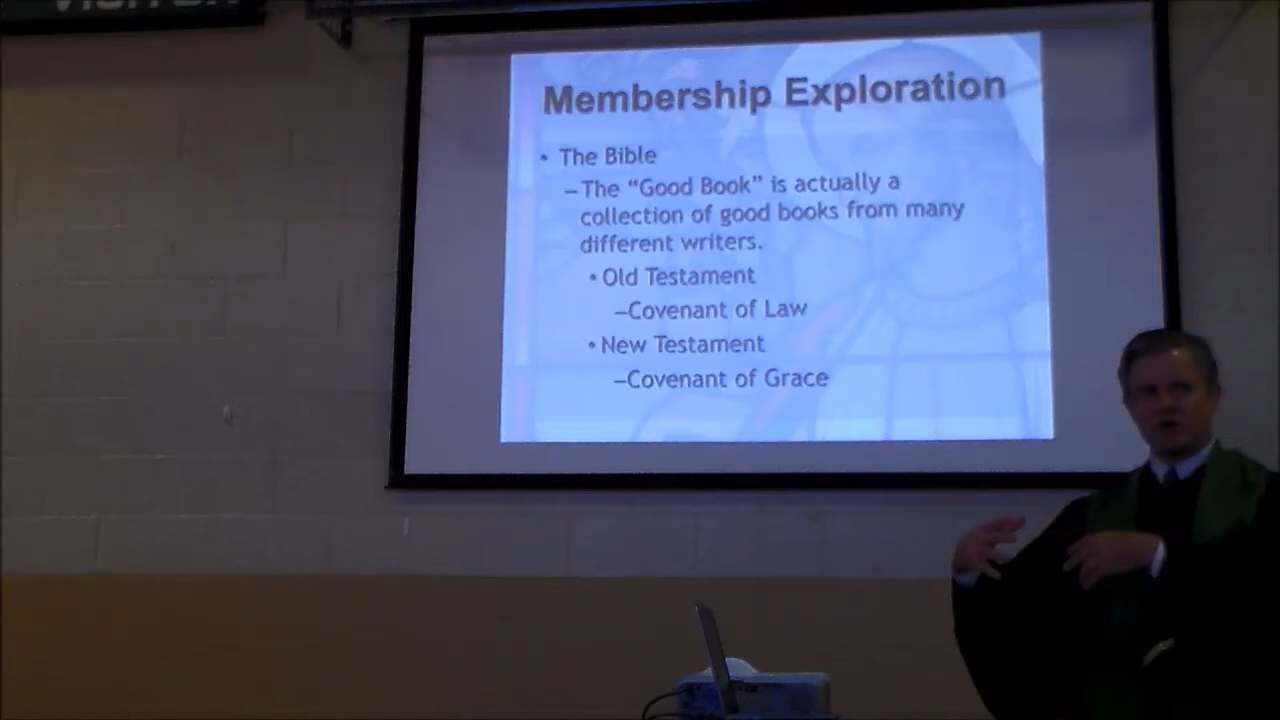 VISITOR
Membership Exploration
• The Bible
–The “Good Book” is actually a
collection of good books from many
different writers.
• Old Testament
–Covenant of Law
• New Testament
–Covenant of Grace